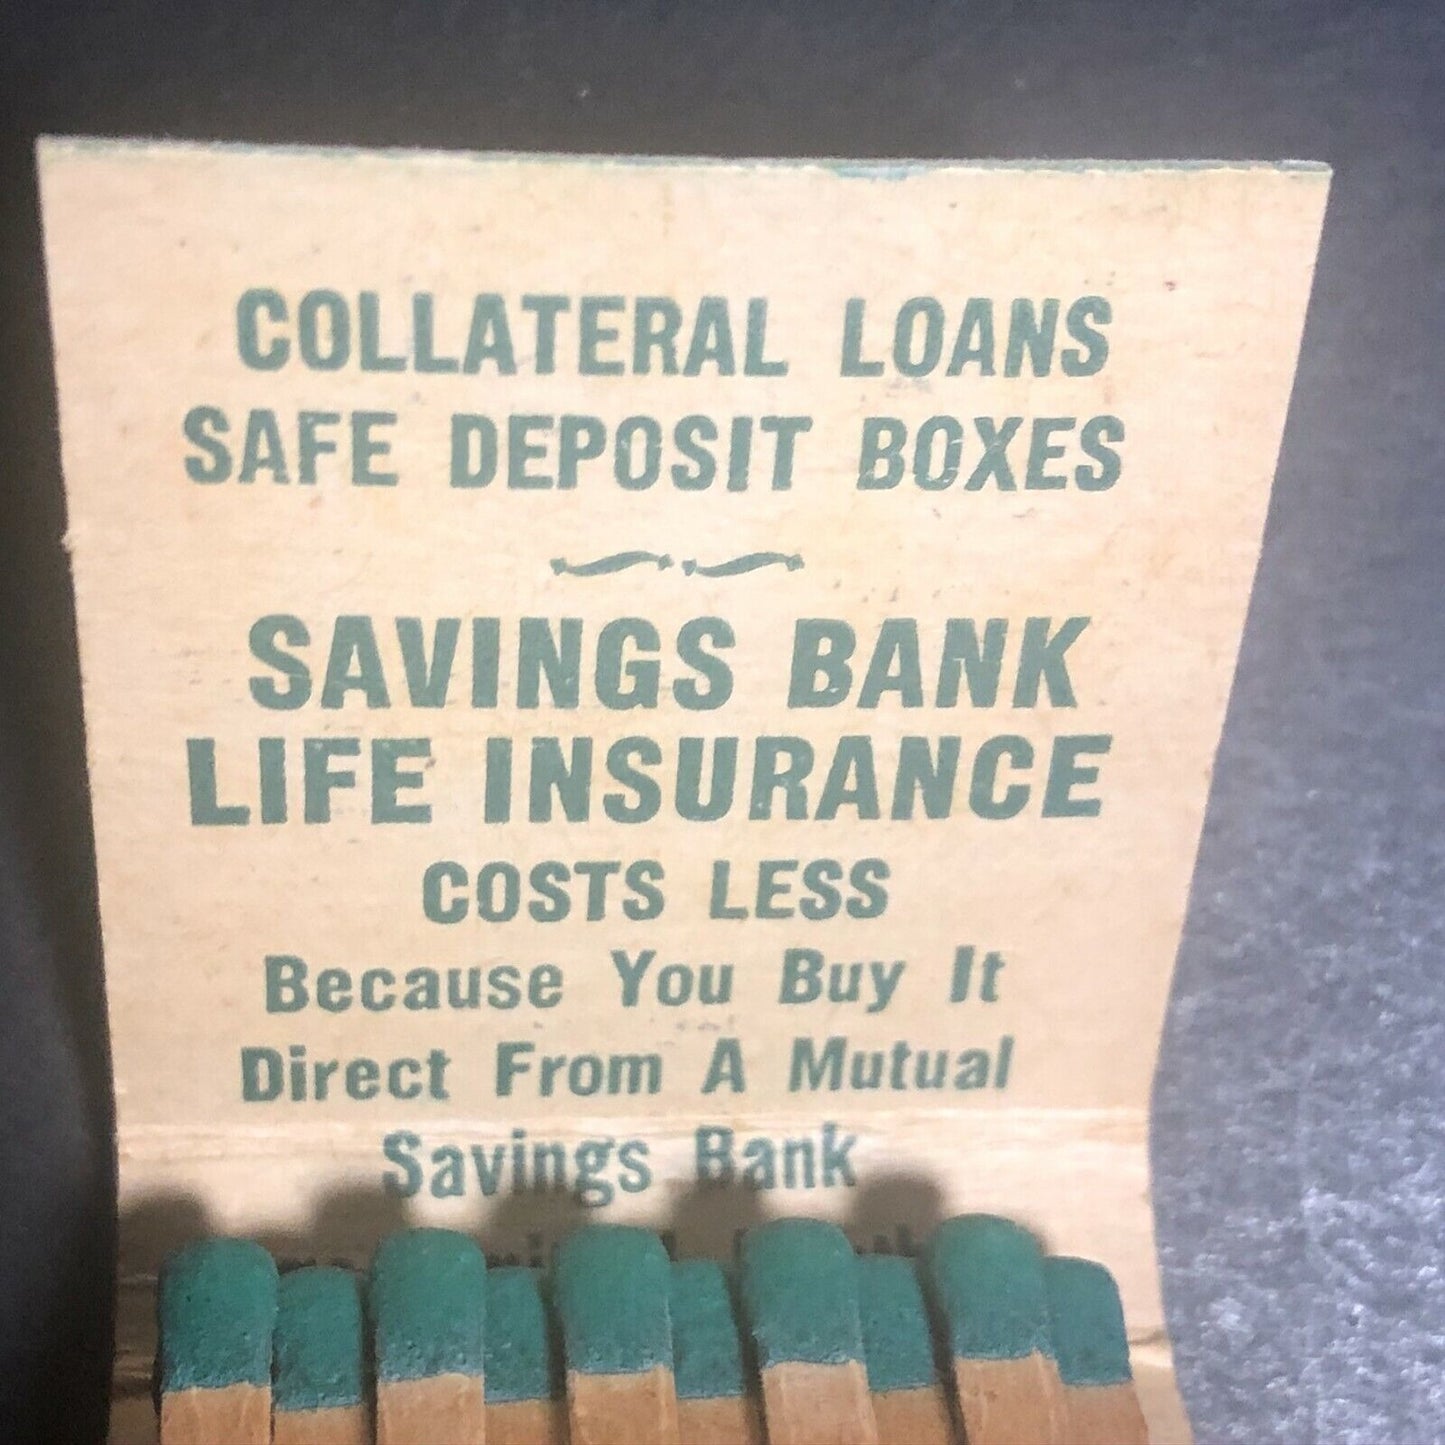 COLLATERAL LOANS
SAFE DEPOSIT BOXES
SAVINGS BANK
LIFE INSURANCE
COSTS LESS
Because You Buy It
Direct From A Mutual
Savings Bank